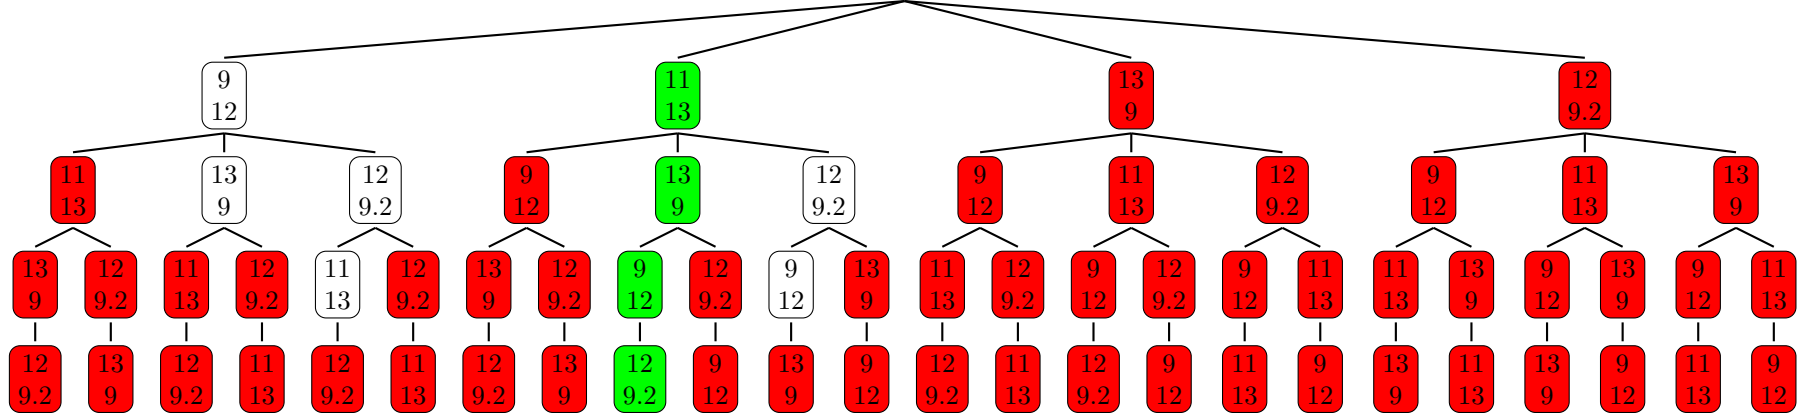 9 11 13 12
12 13 9 9.2
11 13 12 9 13 12 9 11 12 9 11 13
13 9 9.2 12 9 9.2 12 13 9.2 12 13 9
13 12 11 12 11 12 13 12 9 12 9 13 11 12 9 12 9 11 11 13 9 13 9 11
9 9.2 13 9.2 13 9.2 9 9.2 12 9.2 12 9 13 9.2 12 9.2 12 13 13 9 12 9 12 13
12 13 12 11 12 11 12 13 12 9 13 9 12 11 12 9 11 9 13 11 13 9 11 9
9.2 9 9.2 13 9.2 13 9.2 9 9.2 12 9 12 9.2 13 9.2 12 13 12 9 13 9 12 13 12